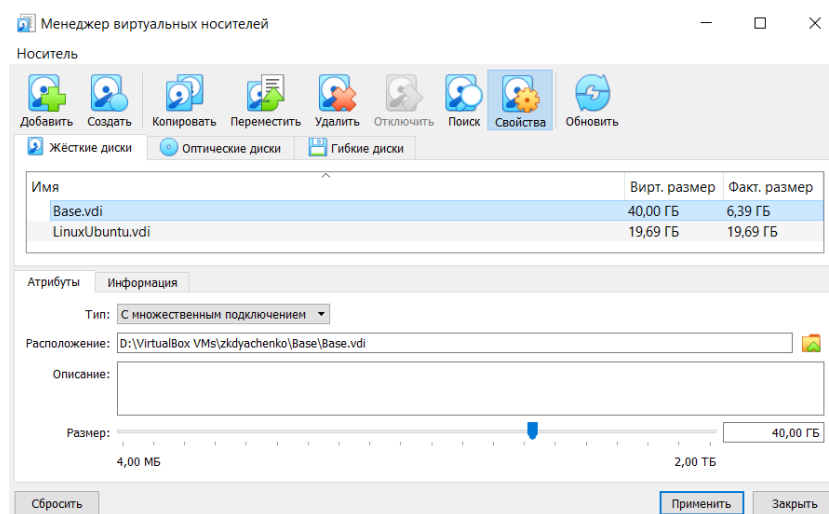 Менеджер виртуальных носителей
Носитель
Добавить Создать Копировать Переместить Удалить Отключить Поиск Свойства Обновить
Жёсткие диски Оптические диски Гибкие диски
Имя Вирт. размер Факт. размер
Base.vdi 40,00 ГБ 6,39 ГБ
LinuxUbuntu.vdi 19,69 ГБ 19,69 ГБ
Атрибуты Информация
Тип: С множественным подключением
Расположение: D:\VirtualBox VMs\zkdyachenko\Base\Base.vdi
Описание:
Размер: 40,00 ГБ
4,00 МБ 2,00 ТБ
Сбросить Применить Закрыть